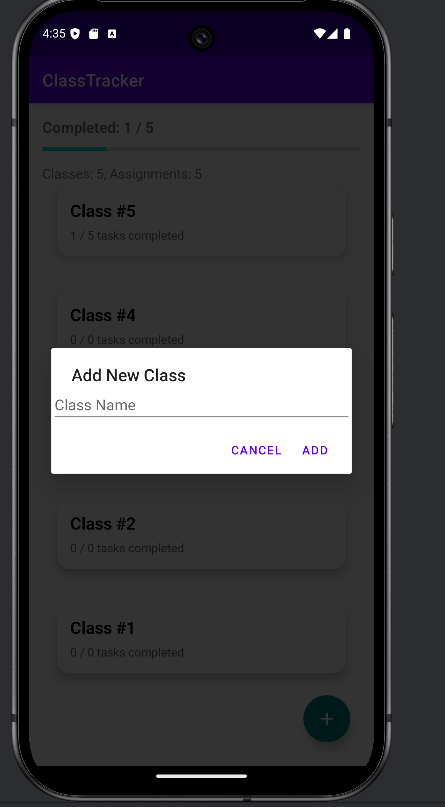 4:35
ClassTracker
Completed: 1 / 5
Classes: 5, Assignments: 5
Class #5
1 / 5 tasks completed
Class #4
0 / 0 tasks completed
Add New Class
Class Name
CANCEL ADD
Class #2
0 / 0 tasks completed
Class #1
0 / 0 tasks completed
+